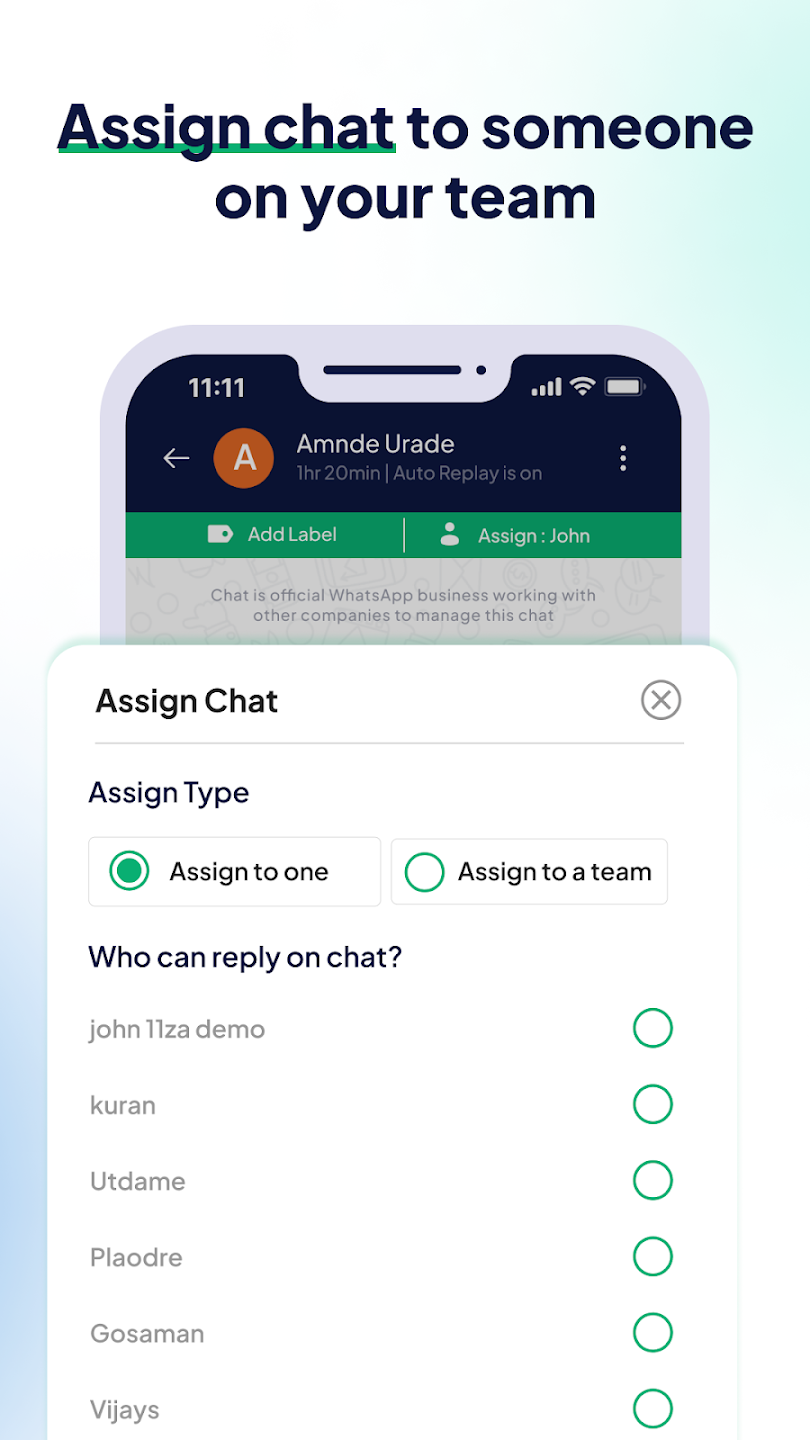 Assign chat to someone
on your team
11:11
A
Amnde Urade
1hr 20min | Auto Replay is on
Add Label
Assign : John
Chat is official WhatsApp business working with
other companies to manage this chat
Assign Chat
Assign Type
Assign to one
Assign to a team
Who can reply on chat?
john 11za demo
kuran
Utdame
Plaodre
Gosaman
Vijays